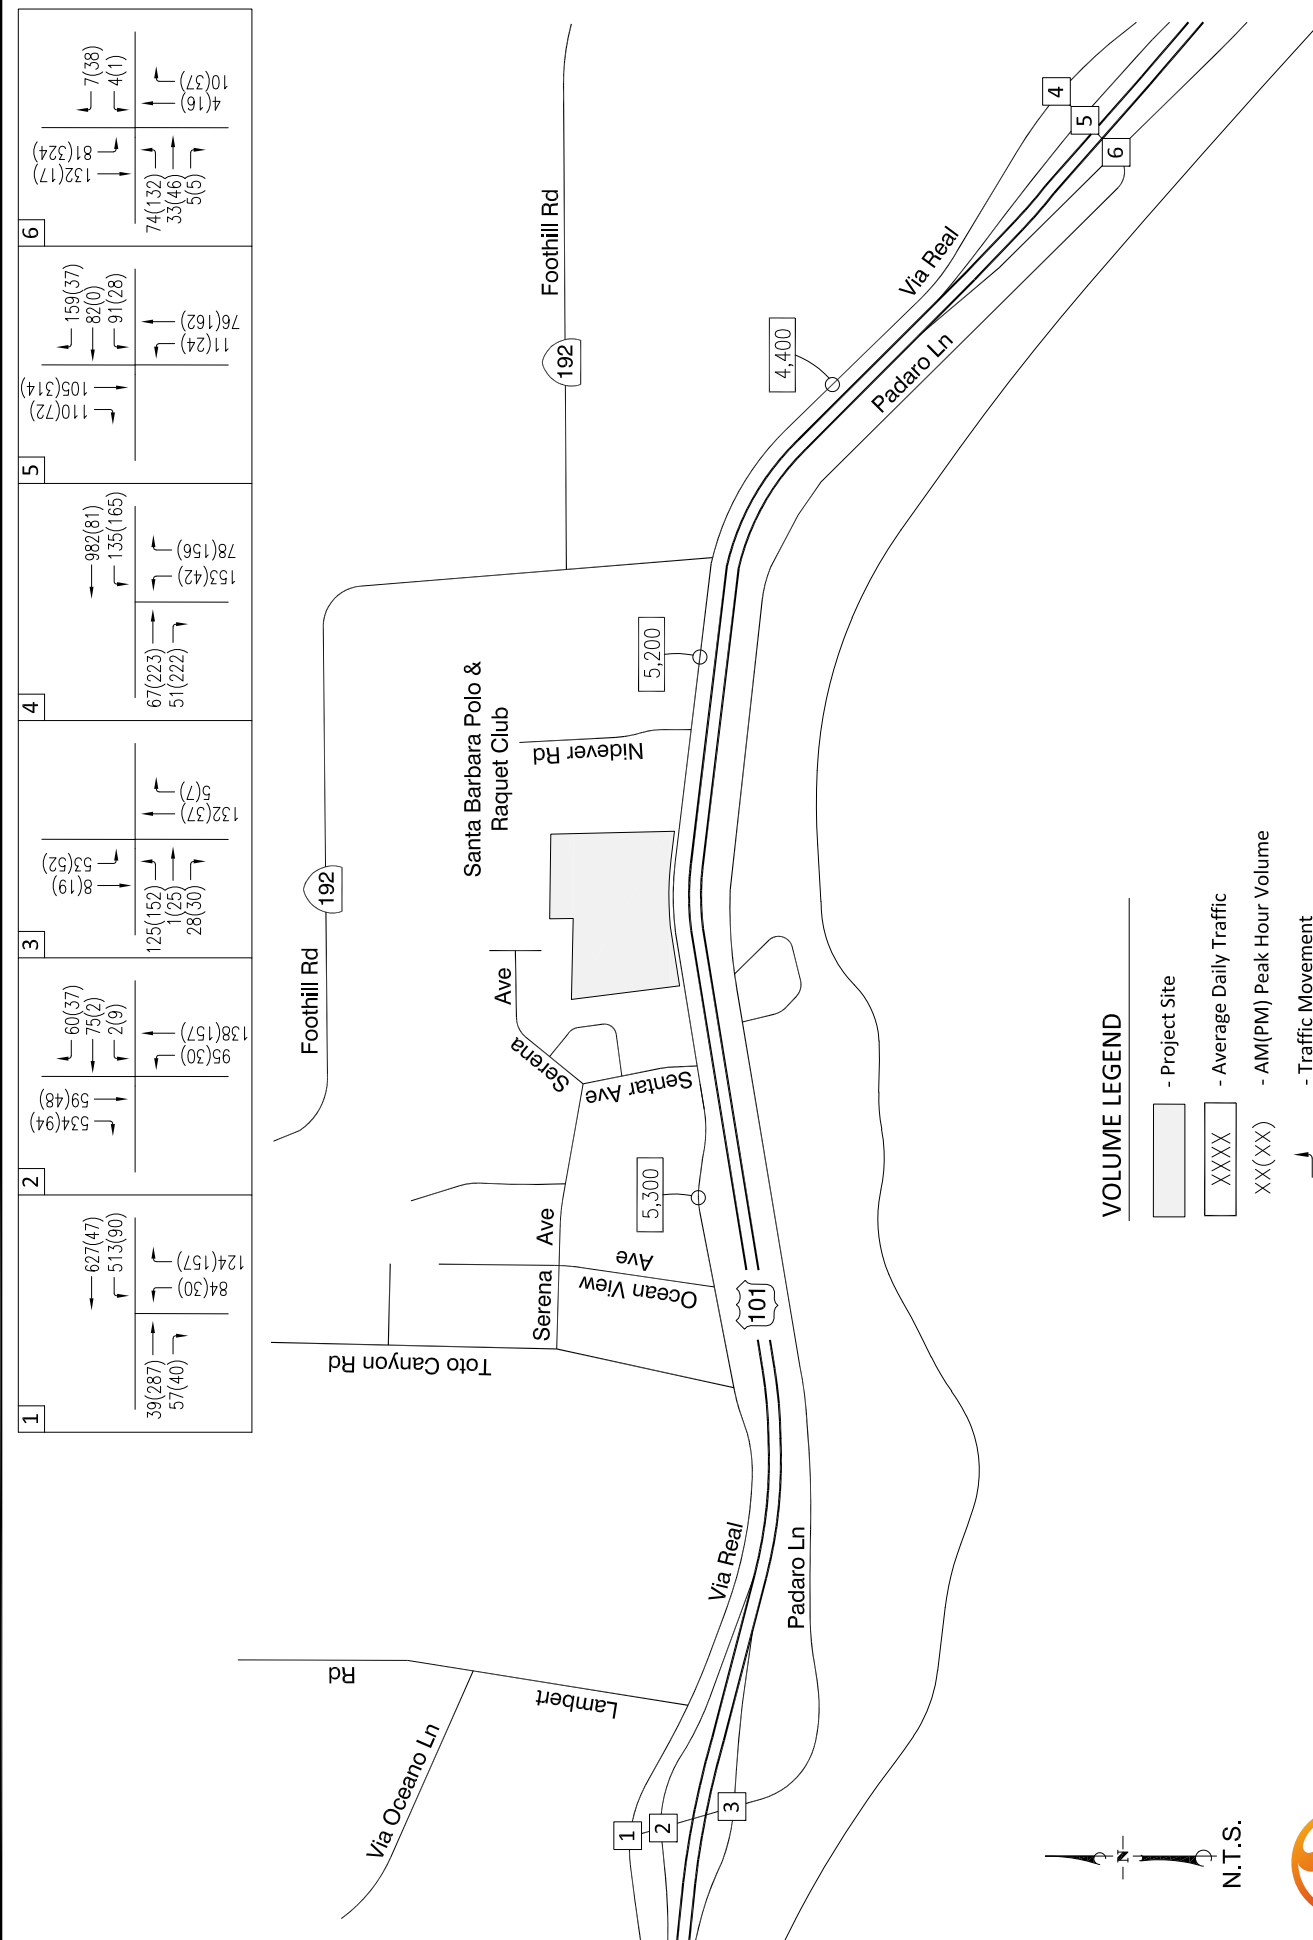 1
627(47)
513(90)
39(287)
57(40)
84(30)
124(157)
2
534(94)
59(48)
60(37)
75(2)
2(9)
95(30)
138(157)
3
8(19)
53(52)
125(152)
1(25)
28(30)
132(37)
5(7)
4
982(81)
135(165)
67(223)
51(222)
153(42)
78(156)
5
110(72)
105(314)
159(37)
82(0)
91(28)
11(24)
76(162)
6
132(17)
81(324)
7(38)
4(1)
74(132)
33(46)
5(5)
4(16)
10(37)
Foothill Rd
192
Foothill Rd
192
Via Oceano Ln
Lambert
Rd
Toto Canyon Rd
Serena
Ave
Ocean View
Ave
Serena
Ave
Sentar Ave
Santa Barbara Polo &
Raquet Club
Nidever Rd
5,300
5,200
4,400
Via Real
Via Real
101
Padaro Ln
Padaro Ln
1
2
3
4
5
6
N
N.T.S.
VOLUME LEGEND
- Project Site
XXXX
- Average Daily Traffic
XX(XX)
- AM(PM) Peak Hour Volume
- Traffic Movement